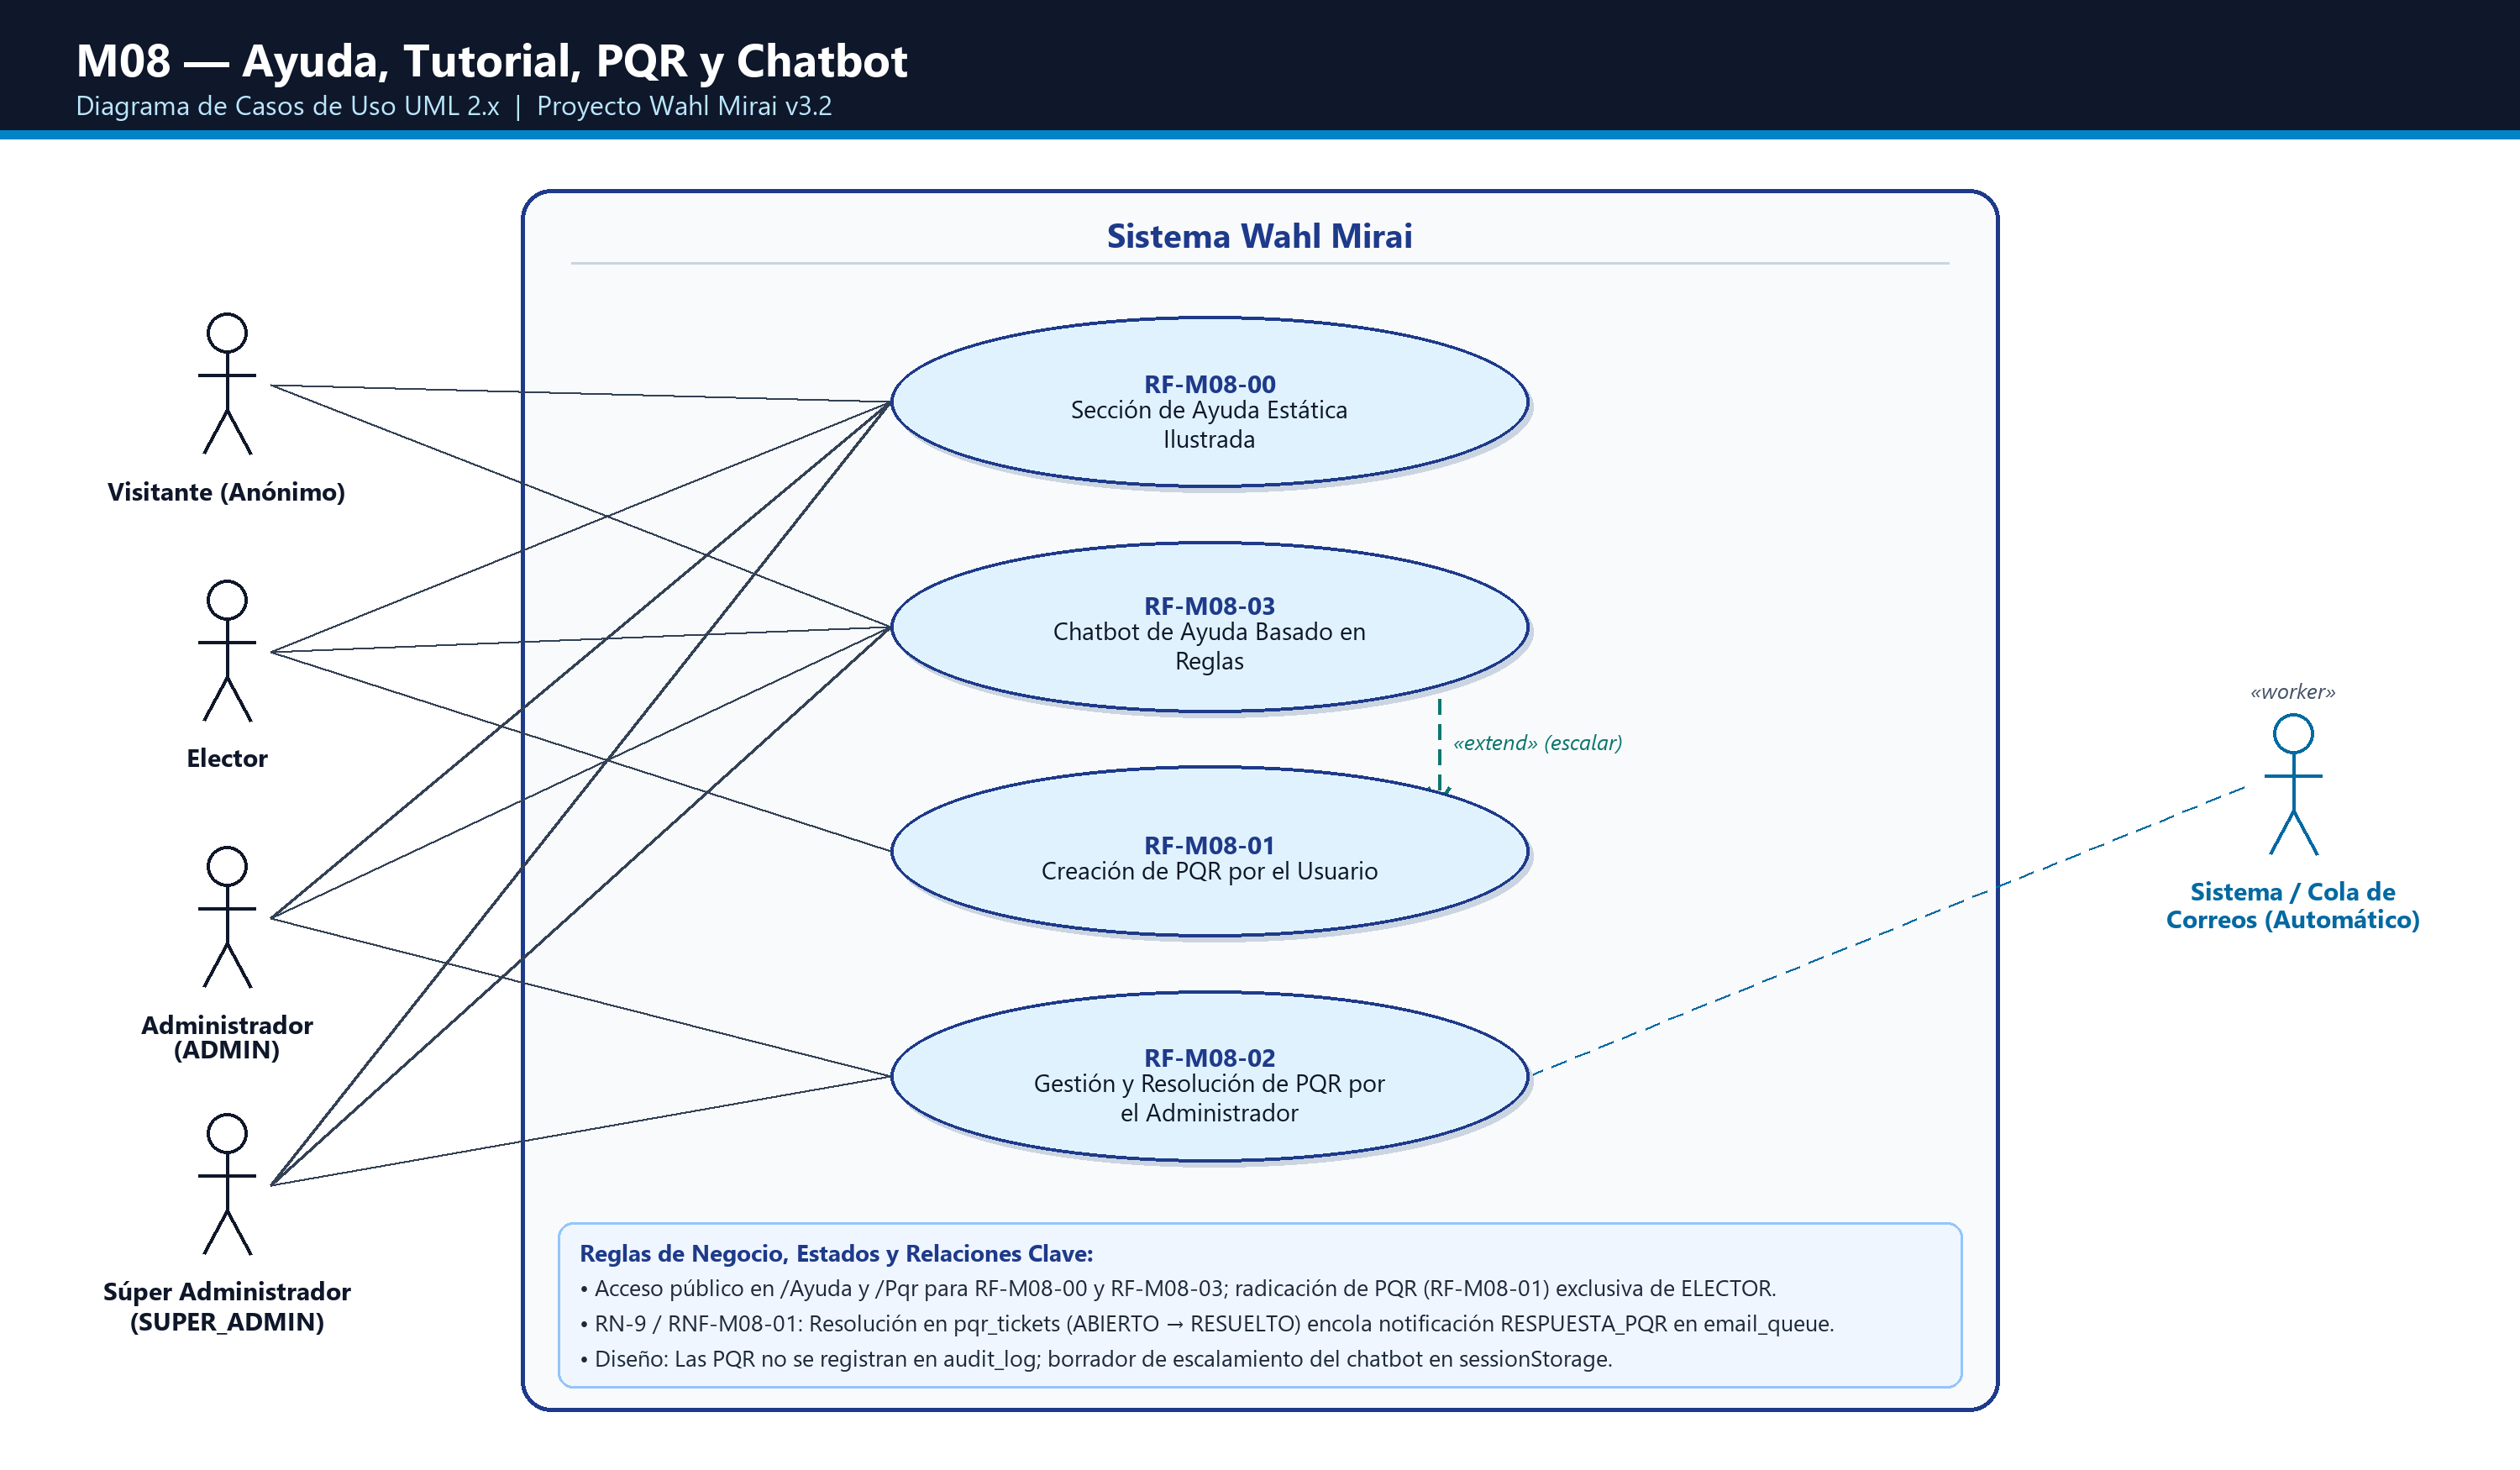 M08 — Ayuda, Tutorial, PQR y Chatbot
Diagrama de Casos de Uso UML 2.x | Proyecto Wahl Mirai v3.2
Sistema Wahl Mirai
Visitante (Anónimo)
Elector
Administrador
(ADMIN)
Súper Administrador
(SUPER_ADMIN)
RF-M08-00
Sección de Ayuda Estática
Ilustrada
RF-M08-03
Chatbot de Ayuda Basado en
Reglas
«extend» (escalar)
RF-M08-01
Creación de PQR por el Usuario
RF-M08-02
Gestión y Resolución de PQR por
el Administrador
«worker»
Sistema / Cola de
Correos (Automático)
Reglas de Negocio, Estados y Relaciones Clave:
• Acceso público en /Ayuda y /Pqr para RF-M08-00 y RF-M08-03; radicación de PQR (RF-M08-01) exclusiva de ELECTOR.
• RN-9 / RNF-M08-01: Resolución en pqr_tickets (ABIERTO → RESUELTO) encola notificación RESPUESTA_PQR en email_queue.
• Diseño: Las PQR no se registran en audit_log; borrador de escalamiento del chatbot en sessionStorage.